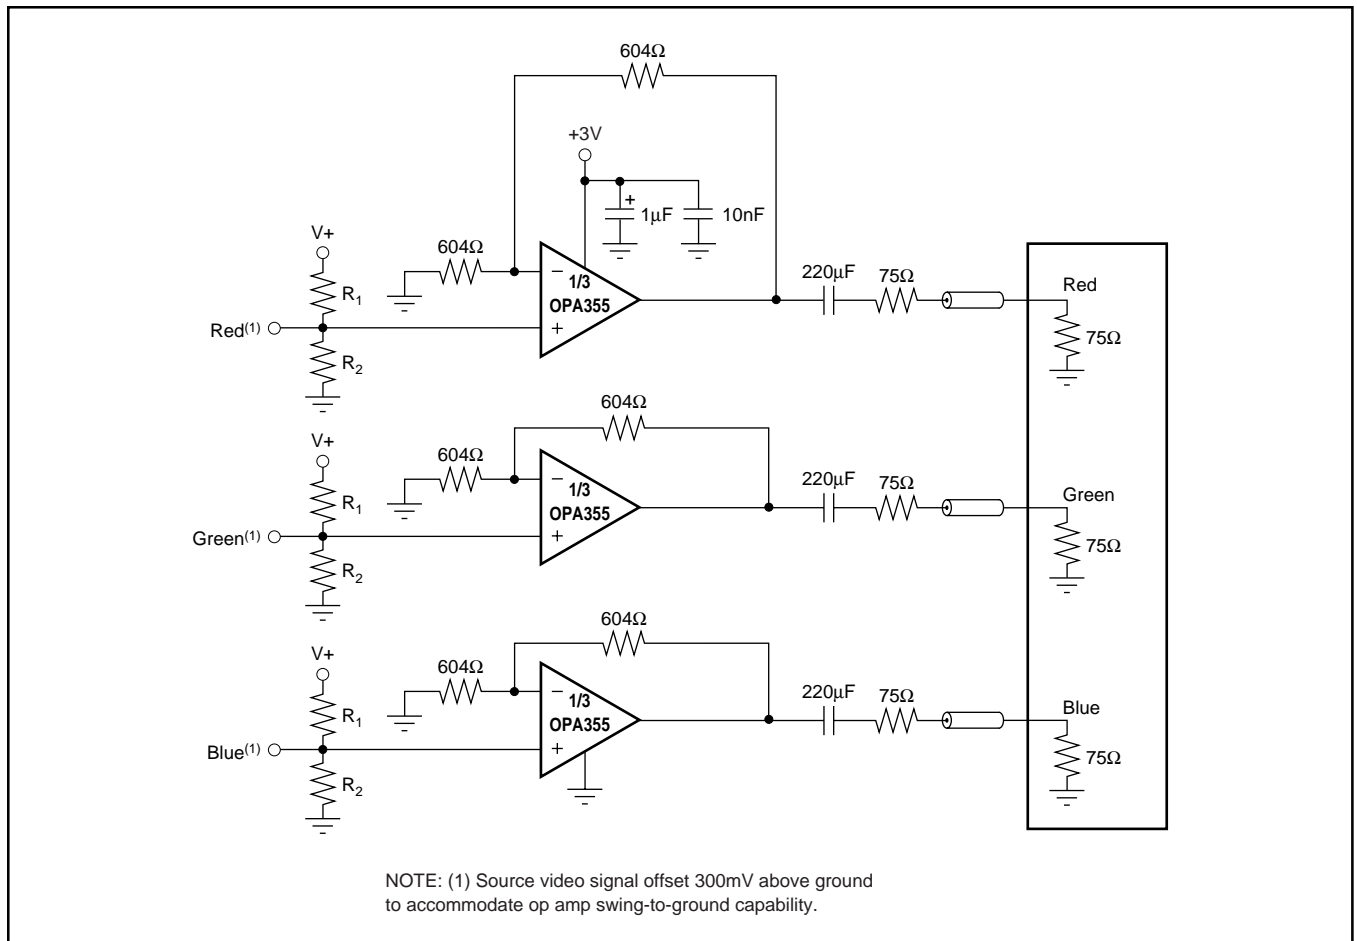 604Ω
+3V
+
1µF
10nF
V+
R1
Red(1)
R2
604Ω
−
1/3
OPA355
+
220µF
75Ω
Red
75Ω
604Ω
V+
R1
Green(1)
R2
604Ω
−
1/3
OPA355
+
220µF
75Ω
Green
75Ω
604Ω
V+
R1
Blue(1)
R2
604Ω
−
1/3
OPA355
+
220µF
75Ω
Blue
75Ω
NOTE: (1) Source video signal offset 300mV above ground
to accommodate op amp swing-to-ground capability.